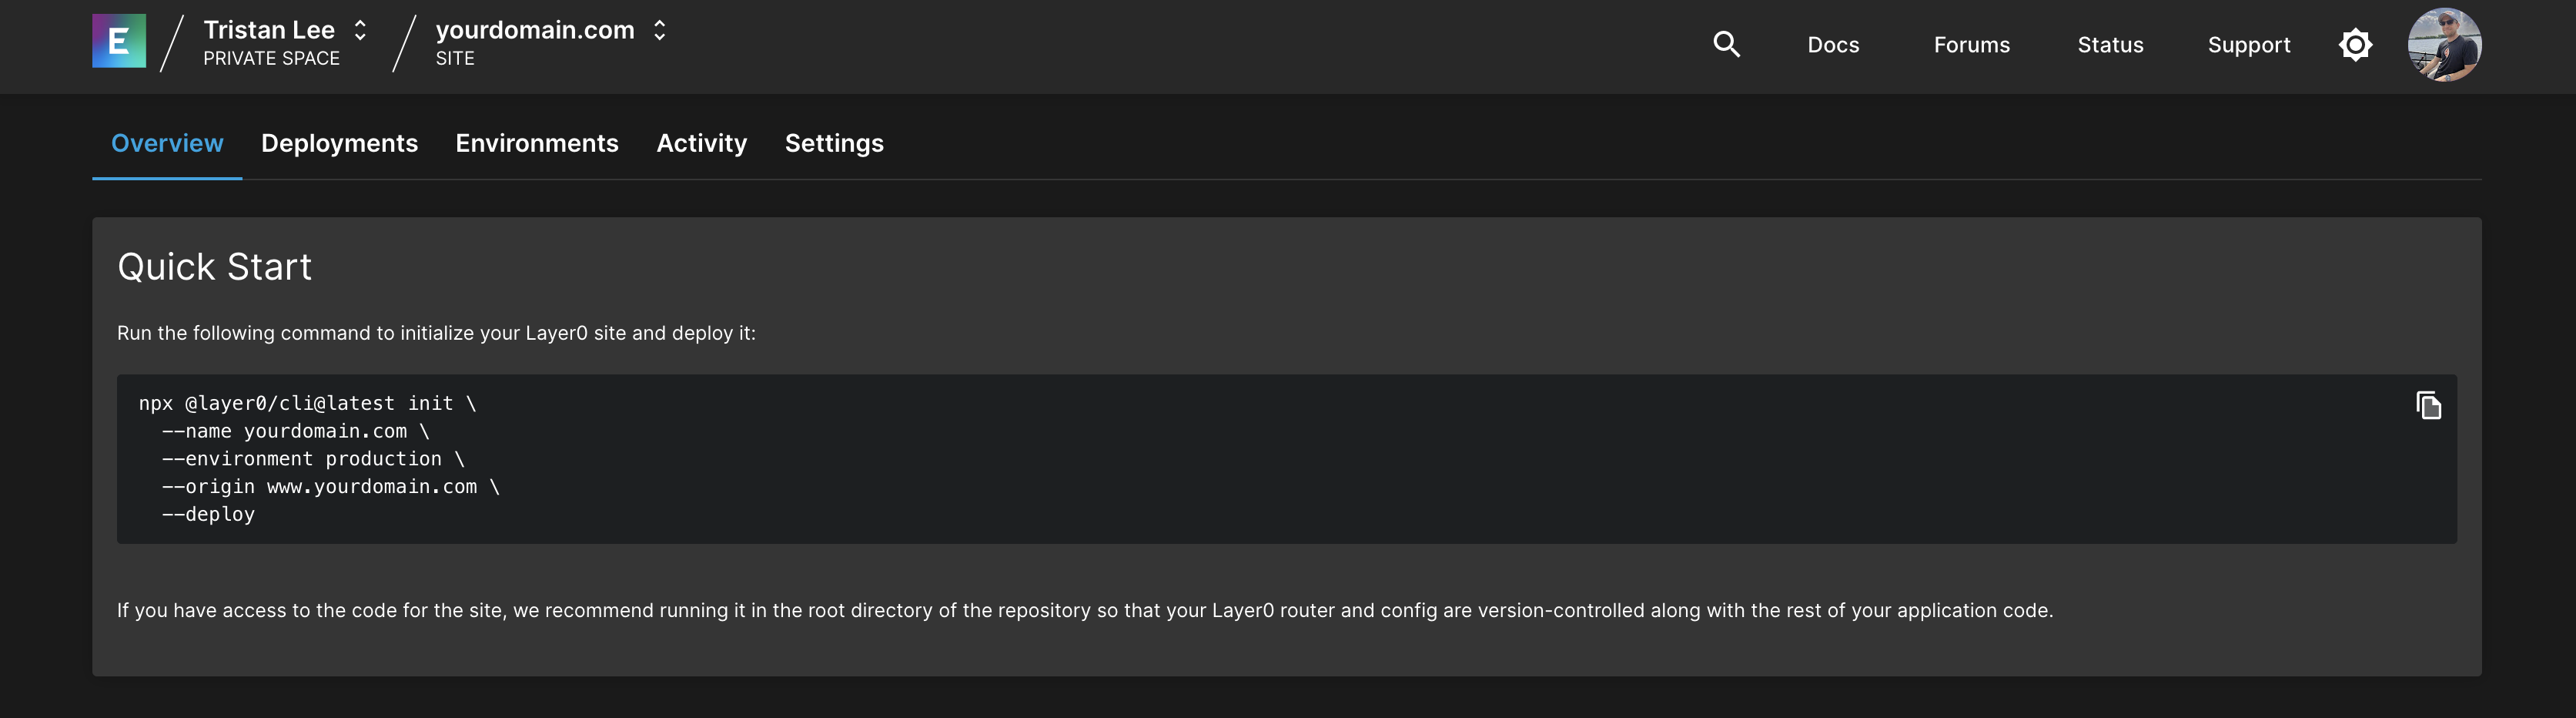 E
Tristan Lee
PRIVATE SPACE
yourdomain.com
SITE
Docs
Forums
Status
Support
Overview
Deployments
Environments
Activity
Settings
Quick Start
Run the following command to initialize your Layer0 site and deploy it:
npx @layer0/cli@latest init \
--name yourdomain.com \
--environment production \
--origin www.yourdomain.com \
--deploy
If you have access to the code for the site, we recommend running it in the root directory of the repository so that your Layer0 router and config are version-controlled along with the rest of your application code.